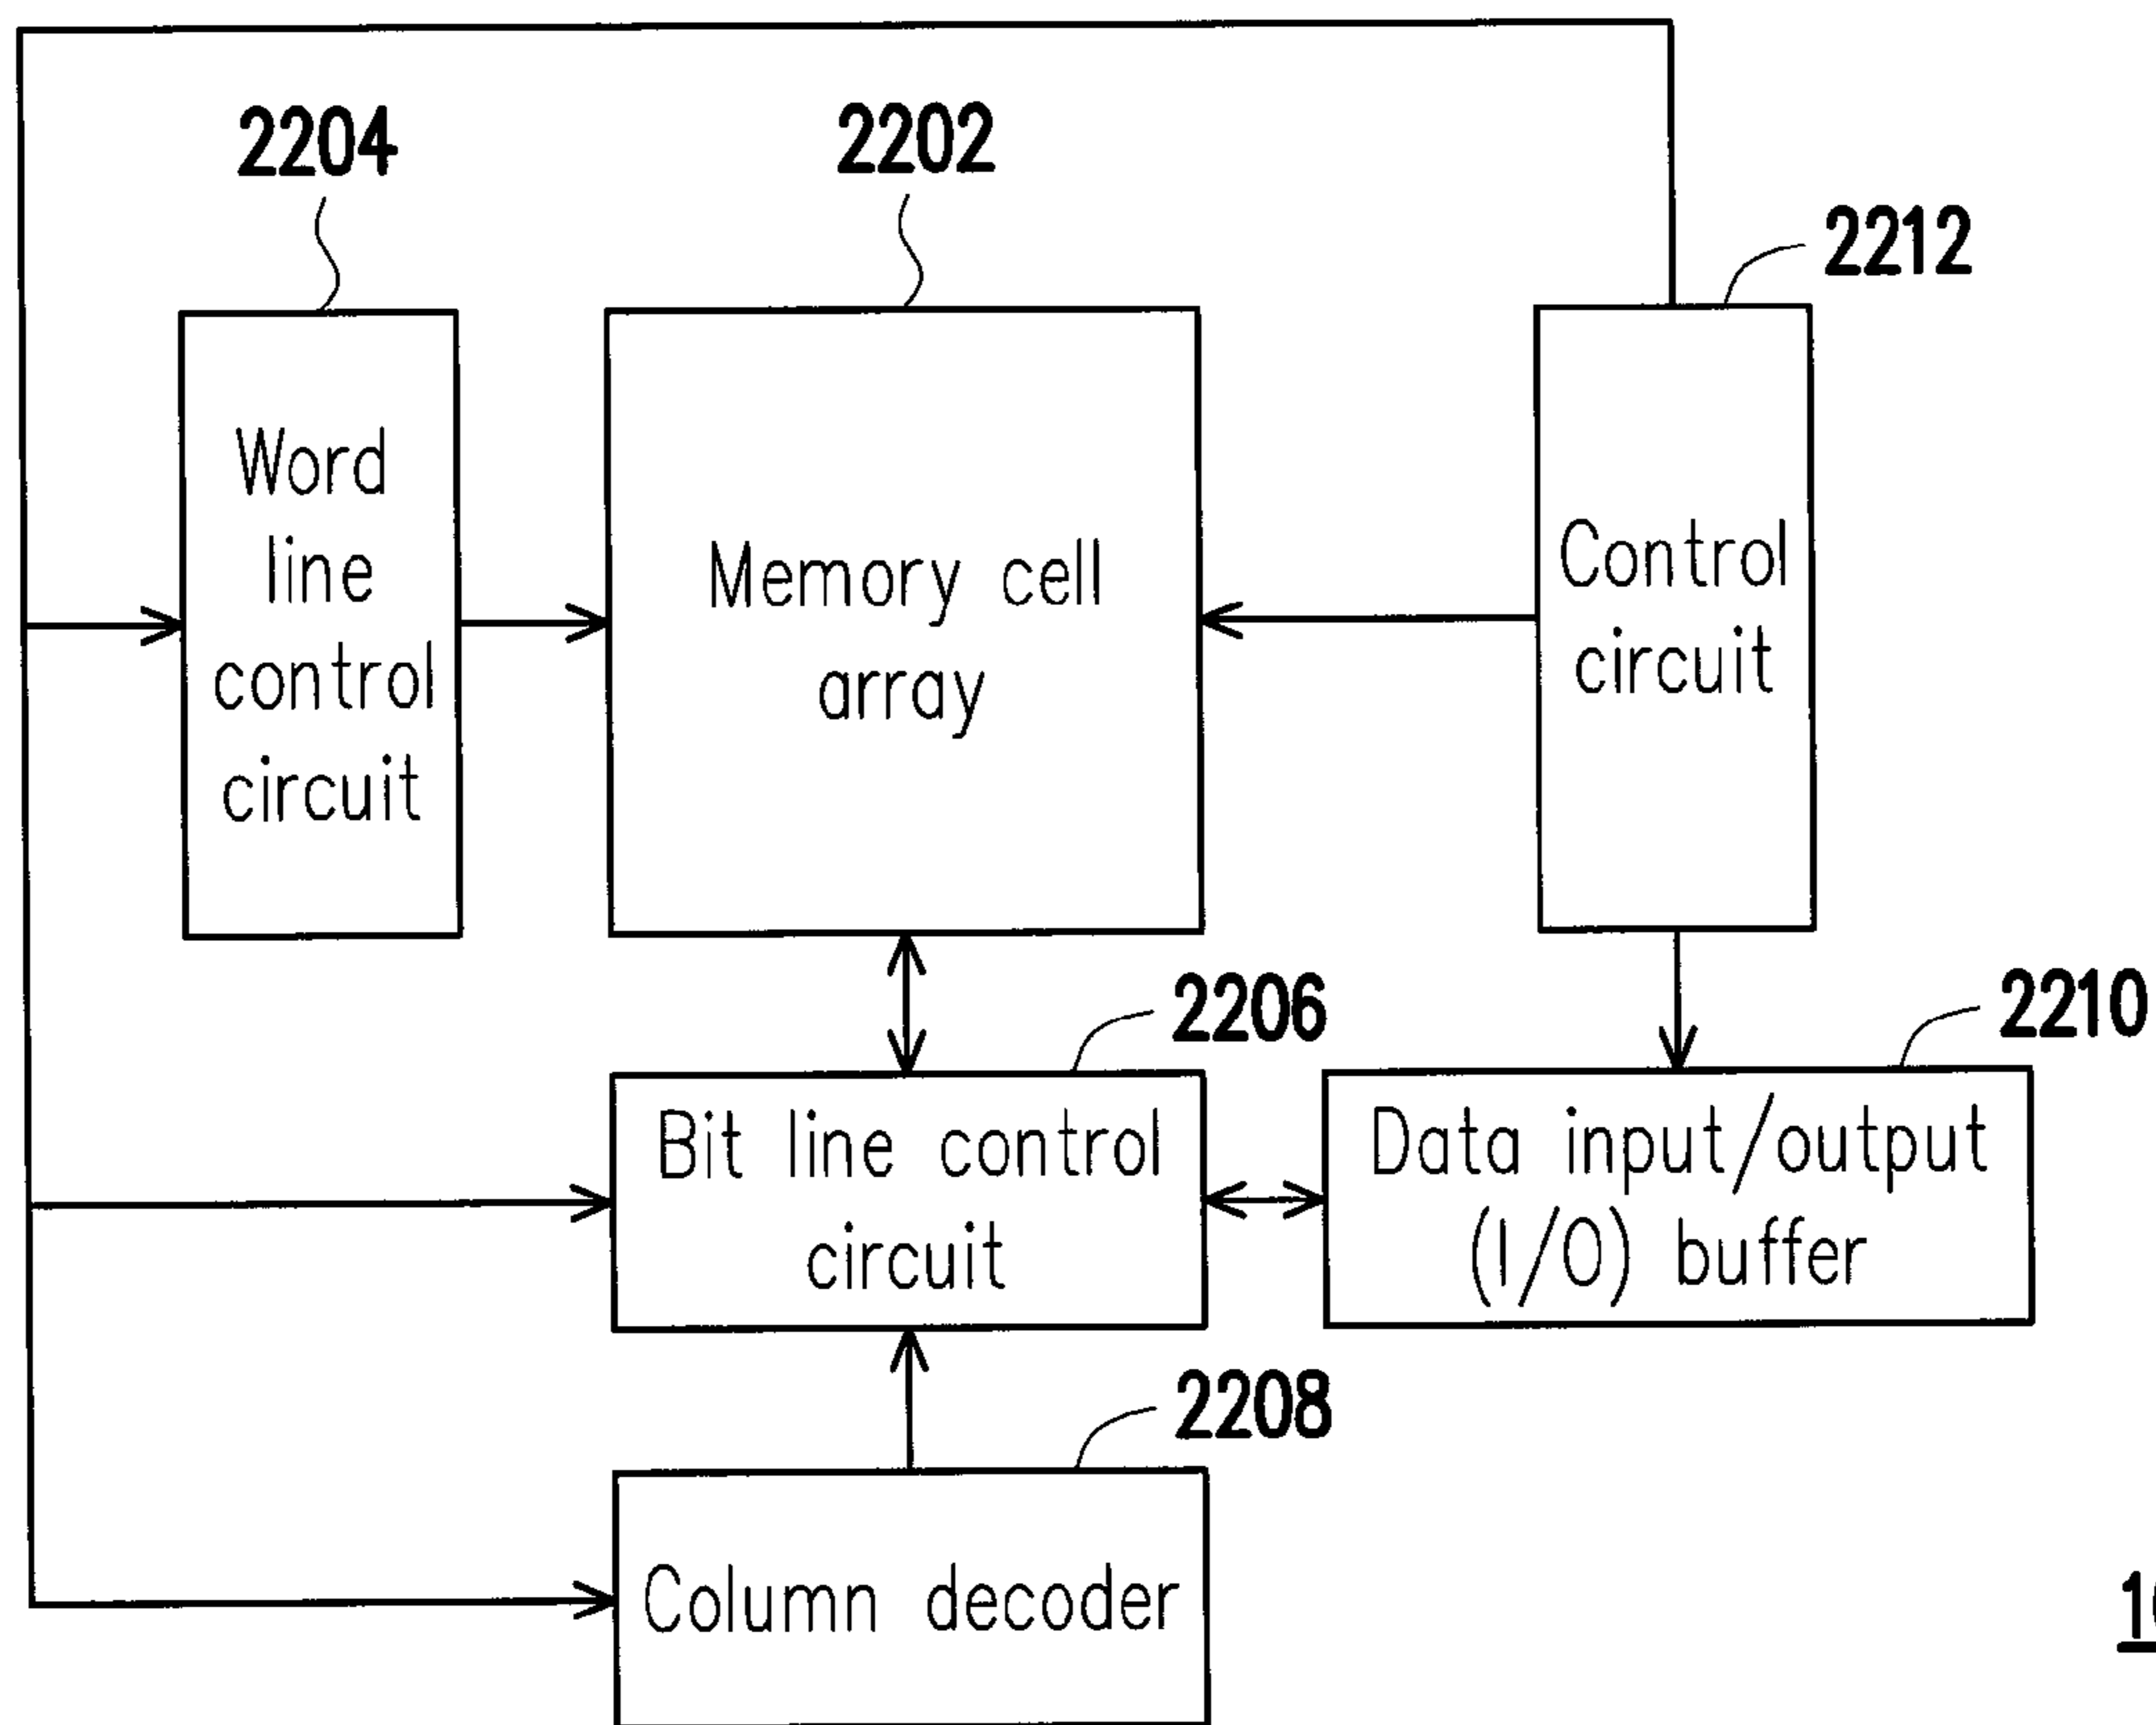 2204
2202
2212
Word
line
control
circuit
Memory cell
array
Control
circuit
2206
2210
Bit line control
circuit
Data input/output
(I/O) buffer
2208
Column decoder